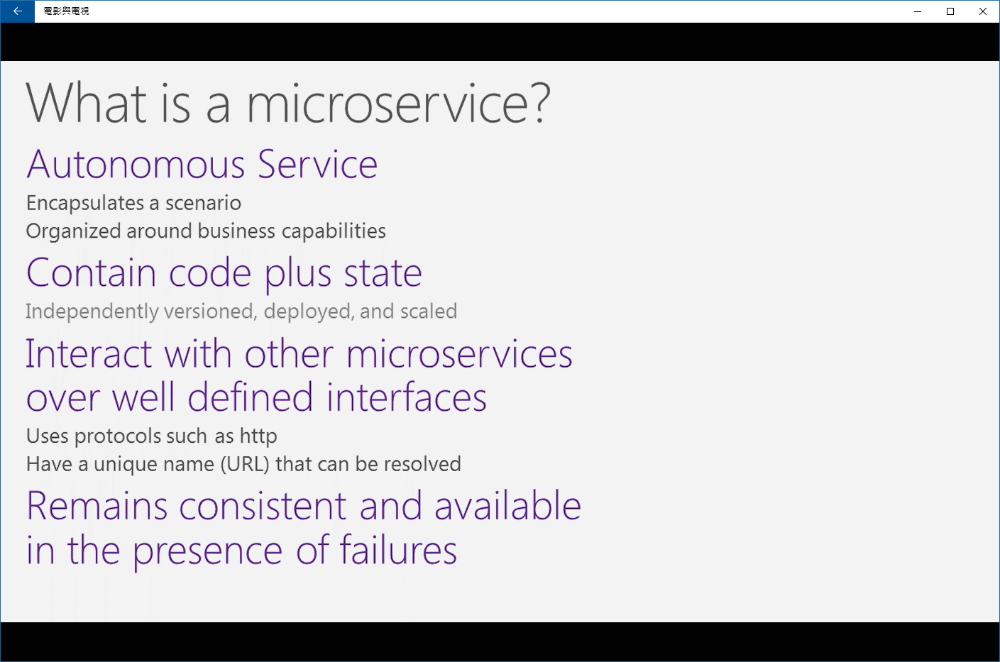 電影與電視
What is a microservice?
Autonomous Service
Encapsulates a scenario
Organized around business capabilities
Contain code plus state
Independently versioned, deployed, and scaled
Interact with other microservices
over well defined interfaces
Uses protocols such as http
Have a unique name (URL) that can be resolved
Remains consistent and available
in the presence of failures